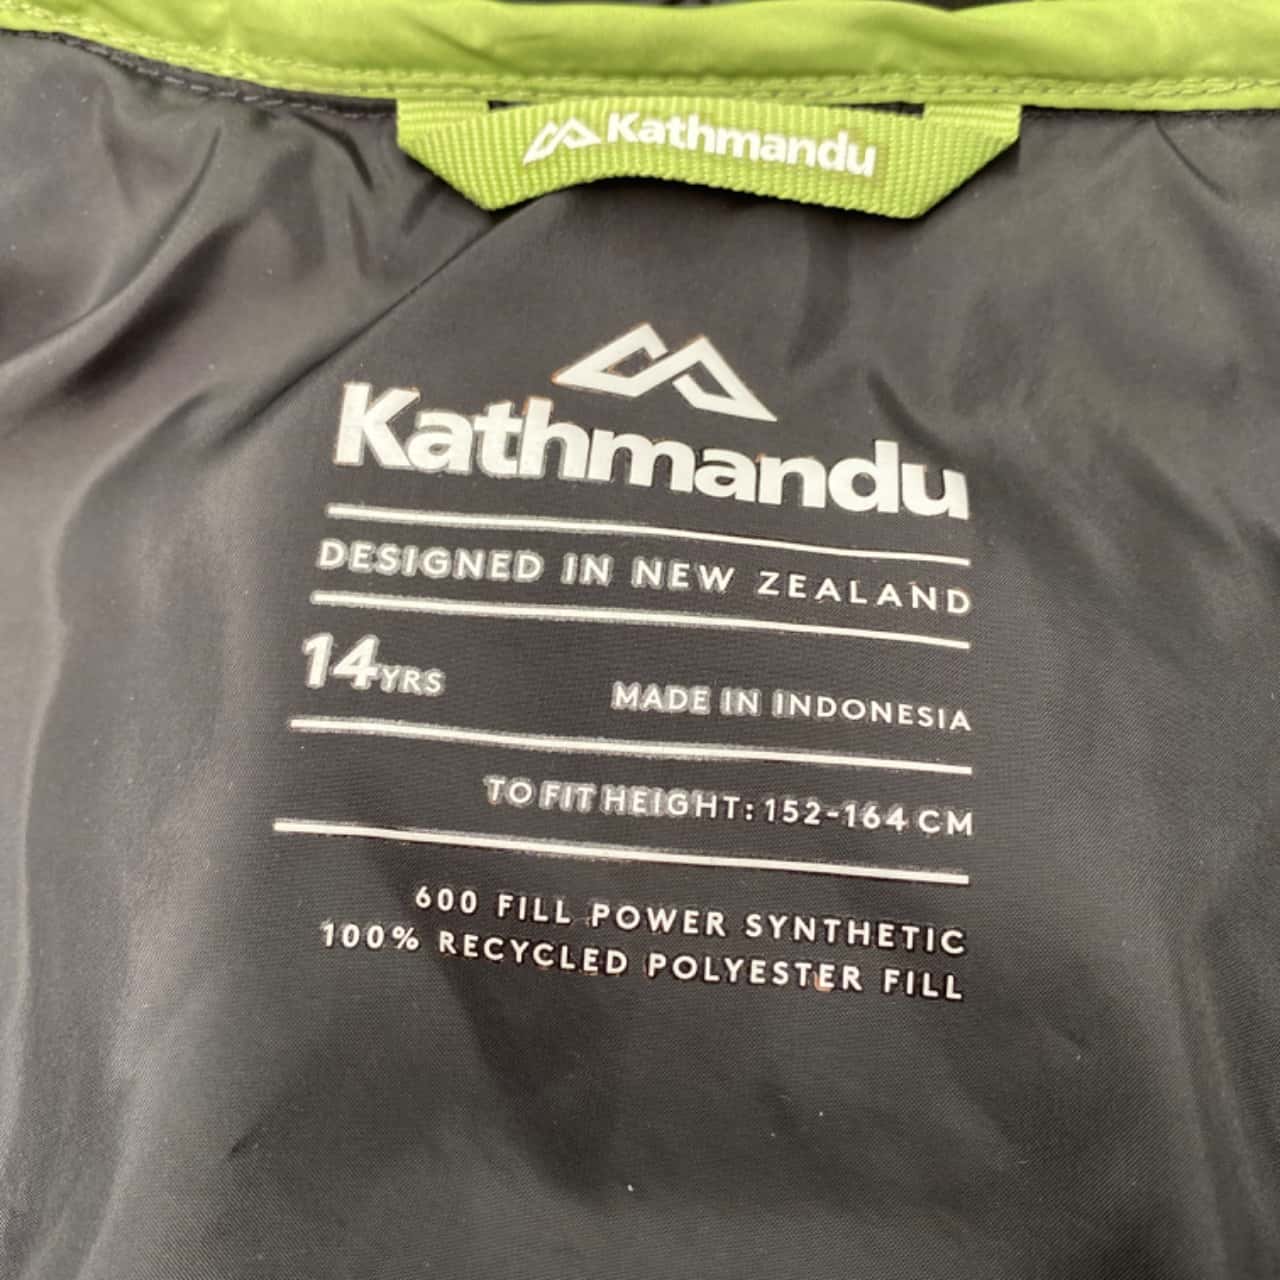 Kathmandu
Kathmandu
DESIGNED IN NEW ZEALAND
14YRS MADE IN INDONESIA
TO FIT HEIGHT: 152-164 CM
600 FILL POWER SYNTHETIC
100% RECYCLED POLYESTER FILL